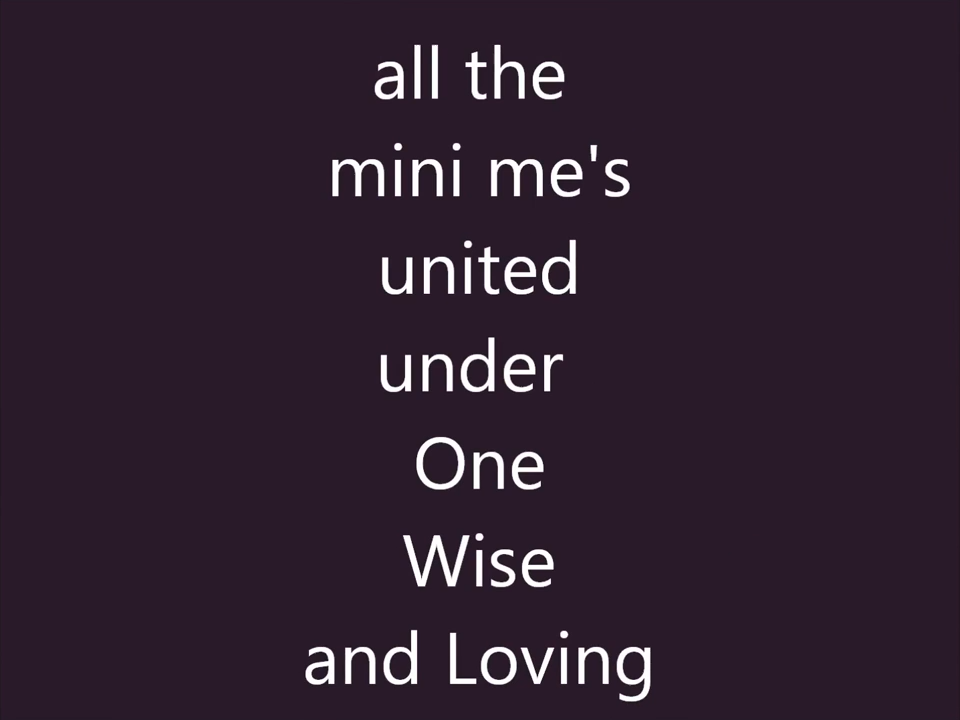 all the
mini me's
united
under
One
Wise
and Loving